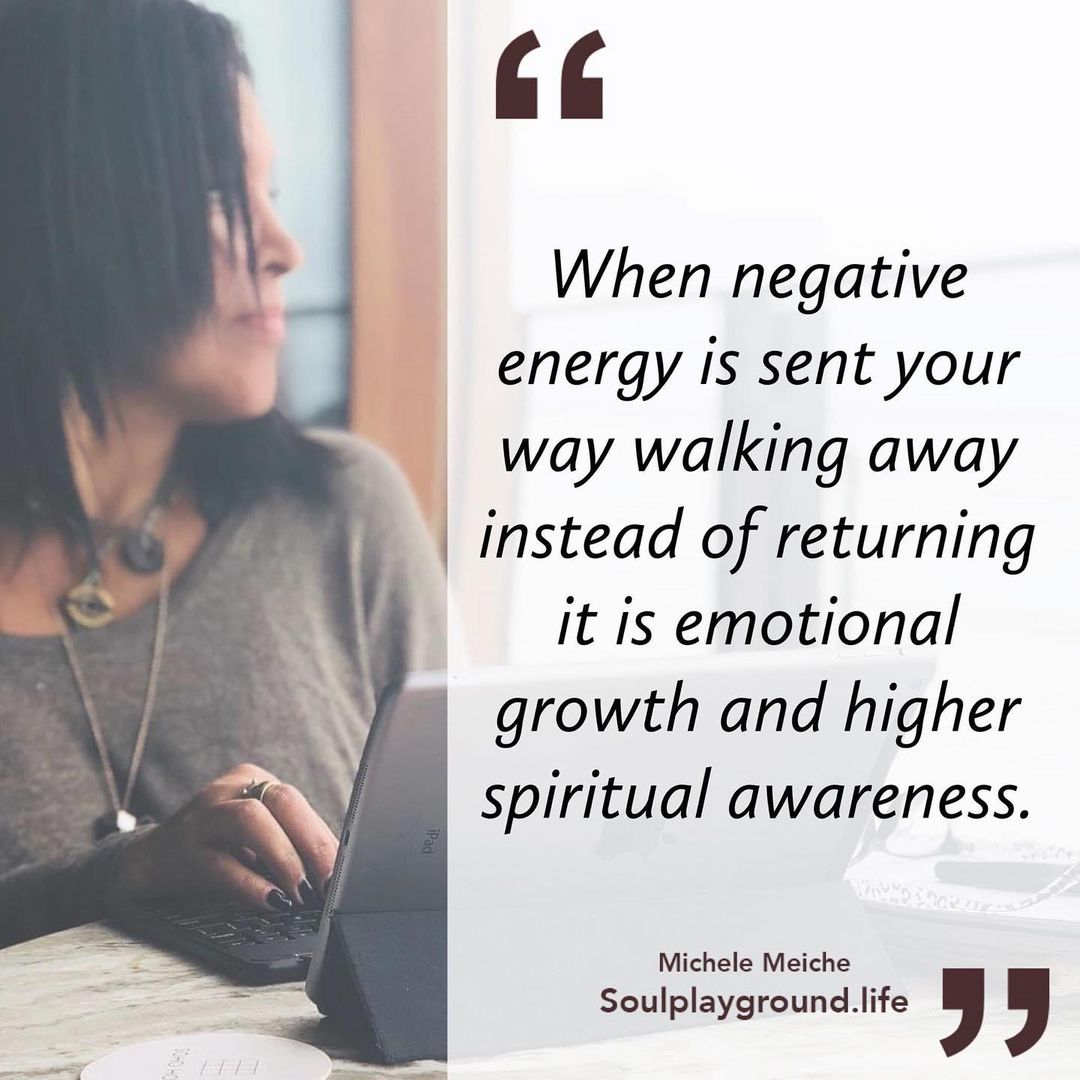 “
When negative
energy is sent your
way walking away
instead of returning
it is emotional
growth and higher
spiritual awareness.
Michele Meiche
Soulplayground.life
”
iPad